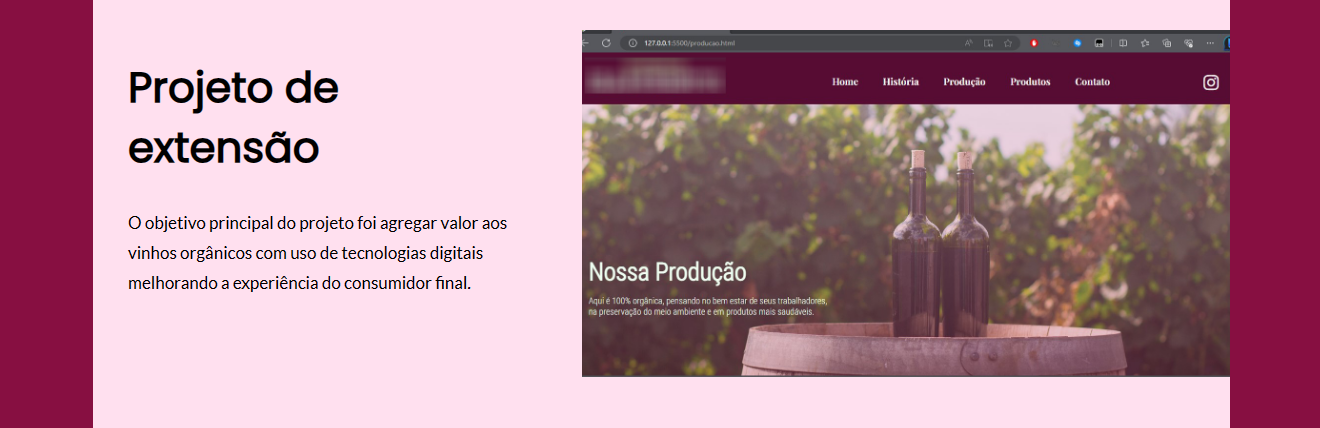 Projeto de
extensão
O objetivo principal do projeto foi agregar valor aos
vinhos orgânicos com uso de tecnologias digitais
melhorando a experiência do consumidor final.
127.0.0.1:5500/producao.html
Home História Produção Produtos Contato
Nossa Produção
Aqui é 100% orgânica, pensando no bem estar de seus trabalhadores,
na preservação do meio ambiente e em produtos mais saudáveis.